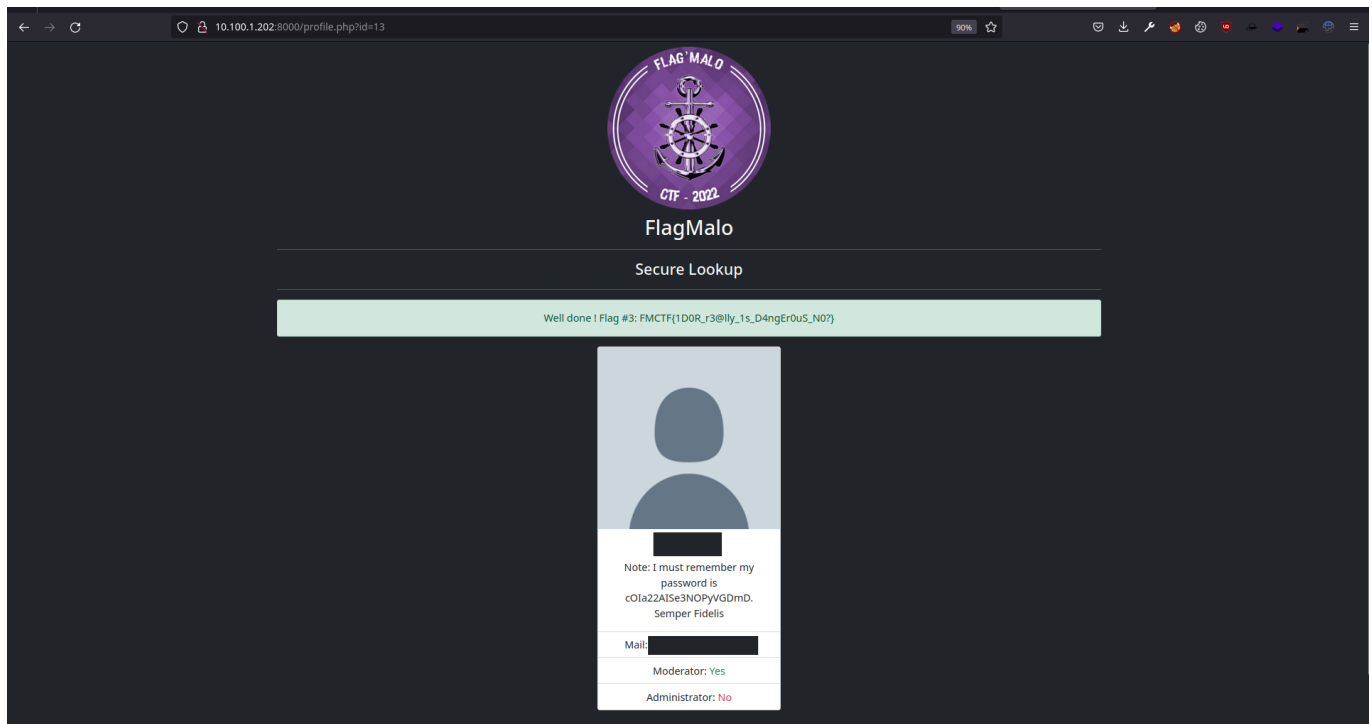 10.100.1.202:8000/profile.php?id=13
90%
FLAG'MALO
CTF - 2022
FlagMalo
Secure Lookup
Well done ! Flag #3: FMCTF{1D0R_r3@lly_1s_D4ngEr0uS_N0?}
Note: I must remember my
password is
cOIa22AISe3NOPyVGDmD.
Semper Fidelis
Mail:
Moderator: Yes
Administrator: No